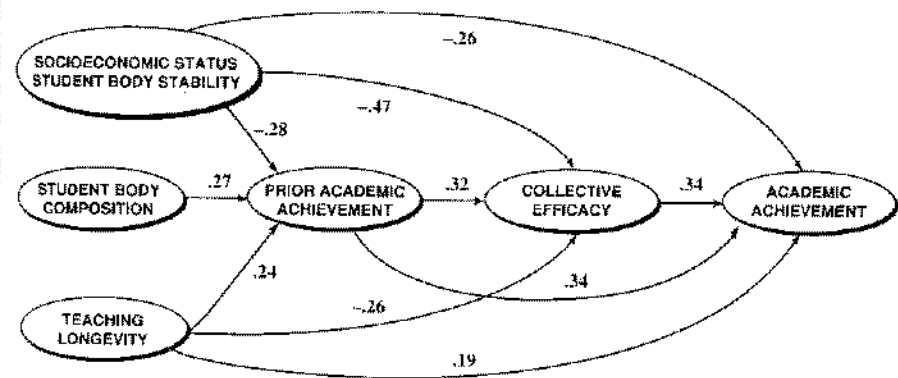 -.26
SOCIOECONOMIC STATUS
STUDENT BODY STABILITY
-.47
-.28
STUDENT BODY
COMPOSITION
.27
PRIOR ACADEMIC
ACHIEVEMENT
.32
COLLECTIVE
EFFICACY
.34
ACADEMIC
ACHIEVEMENT
.24
.34
-.26
TEACHING
LONGEVITY
.19